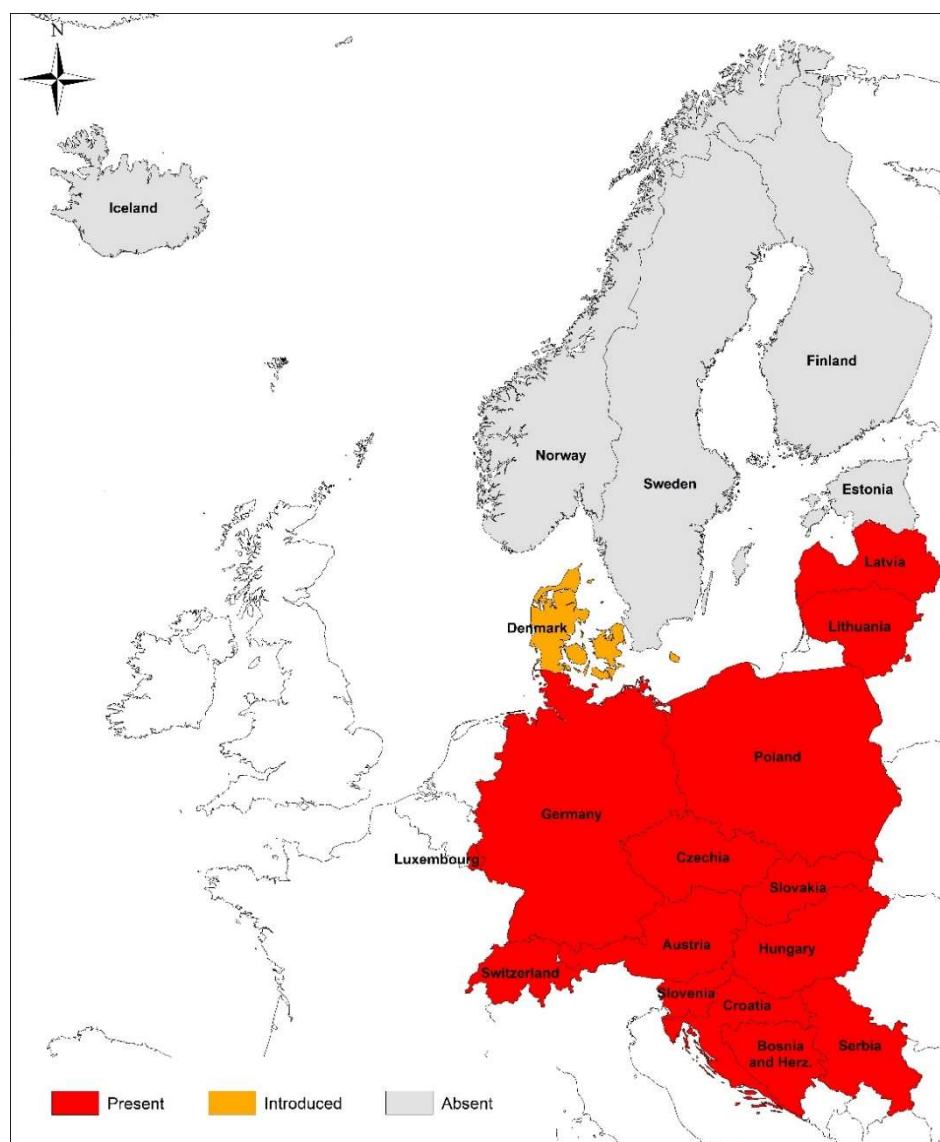 N
Iceland
Finland
Norway
Sweden
Estonia
Latvia
Denmark
Lithuania
Poland
Germany
Luxembourg
Czechia
Slovakia
Austria
Hungary
Switzerland
Slovenia
Croatia
Bosnia
and Herz.
Serbia
Present
Introduced
Absent